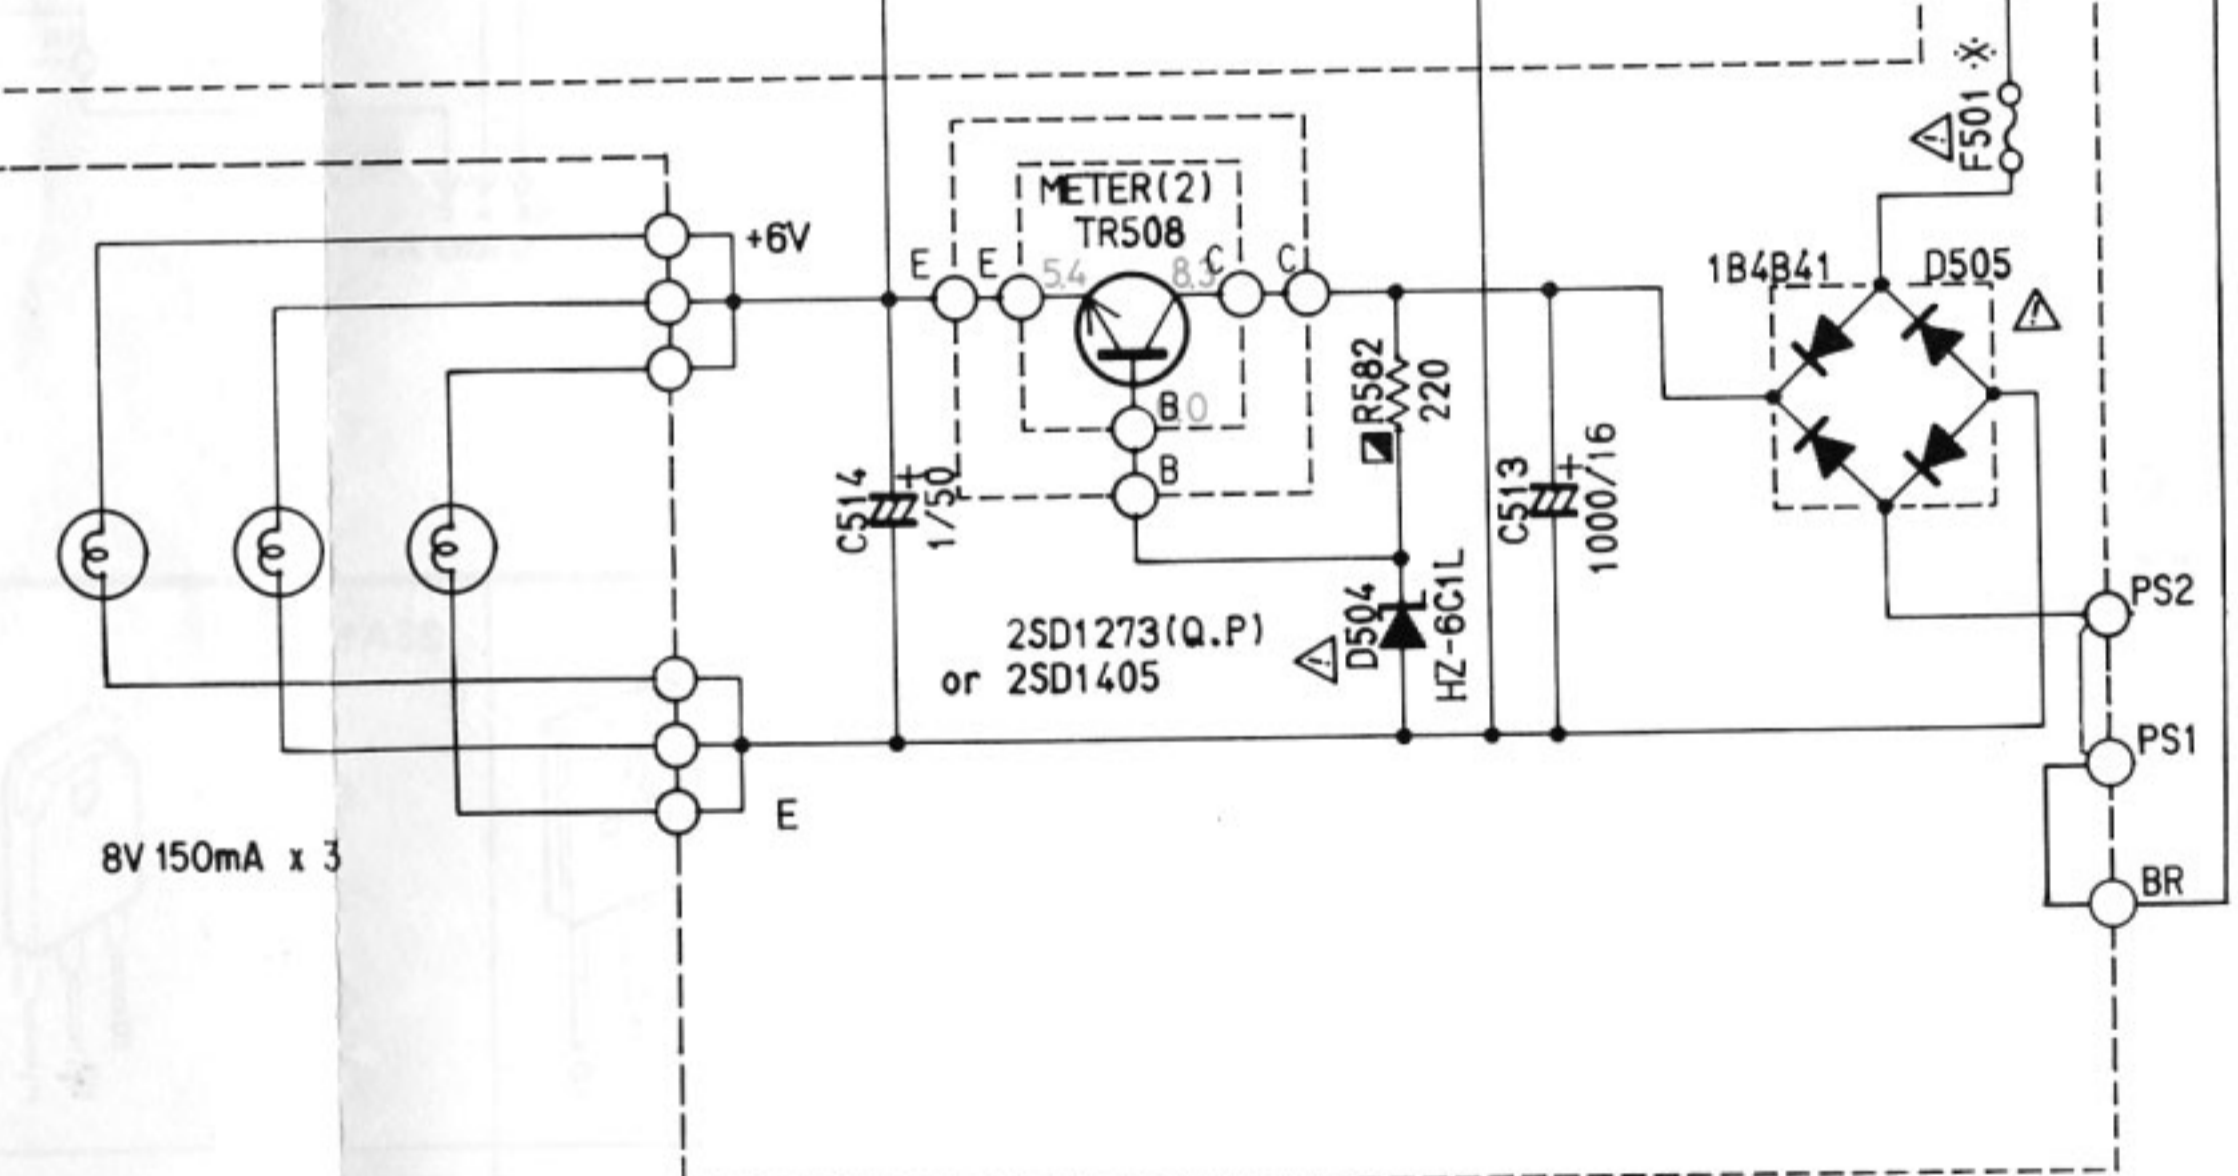 ※
F501
METER(2)
TR508
+6V
E E 5.4 8.3 C C
1B4B41 D505
B
B
R582
220
C514
1/50
+
C513
1000/16
+
D504
HZ-6C1L
2SD1273(Q.P)
or 2SD1405
PS2
PS1
BR
E
8V 150mA x 3